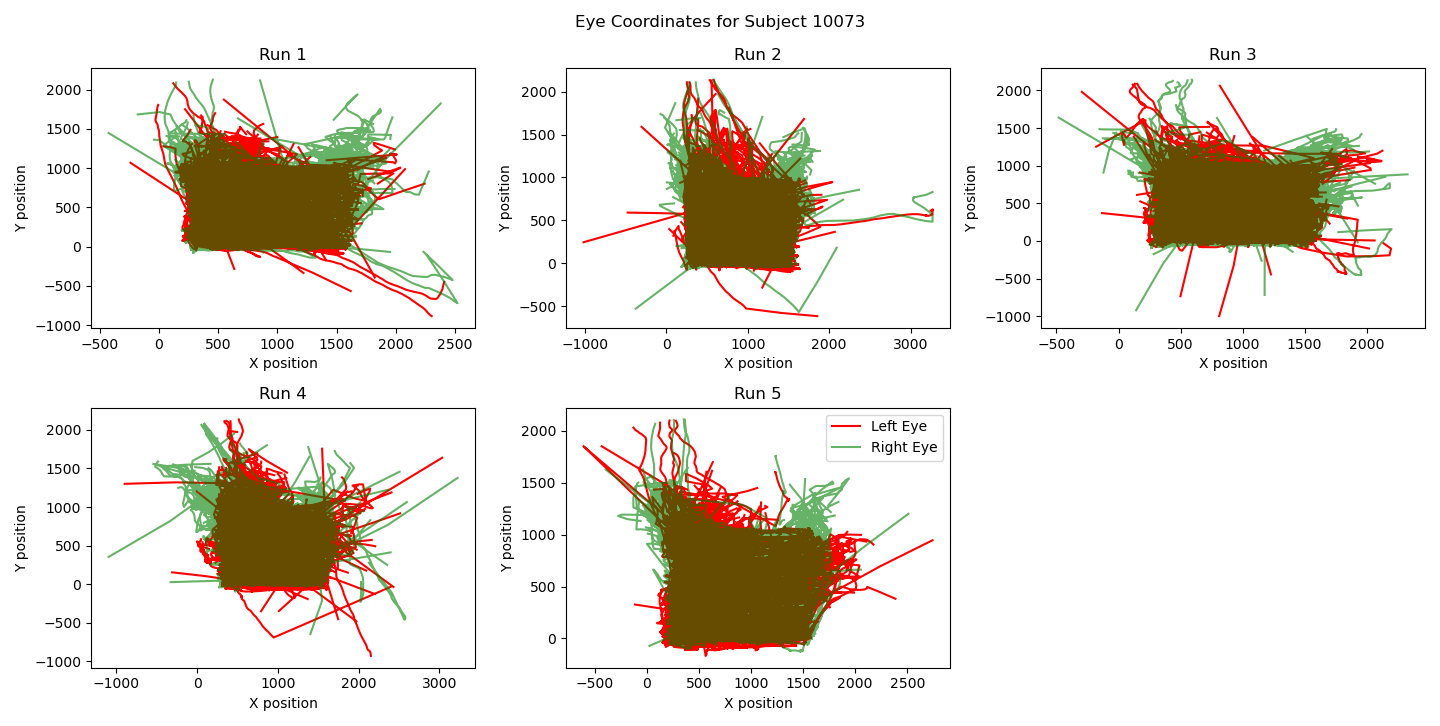 Eye Coordinates for Subject 10073
Run 1
Y position
2000
1500
1000
500
0
−500
−1000
−500 0 500 1000 1500 2000 2500
X position
Run 2
Y position
2000
1500
1000
500
0
−500
−1000 0 1000 2000 3000
X position
Run 3
Y position
2000
1500
1000
500
0
−500
−1000
−500 0 500 1000 1500 2000
X position
Run 4
Y position
2000
1500
1000
500
0
−500
−1000
−1000 0 1000 2000 3000
X position
Run 5
Left Eye
Right Eye
Y position
2000
1500
1000
500
0
−500 0 500 1000 1500 2000 2500
X position